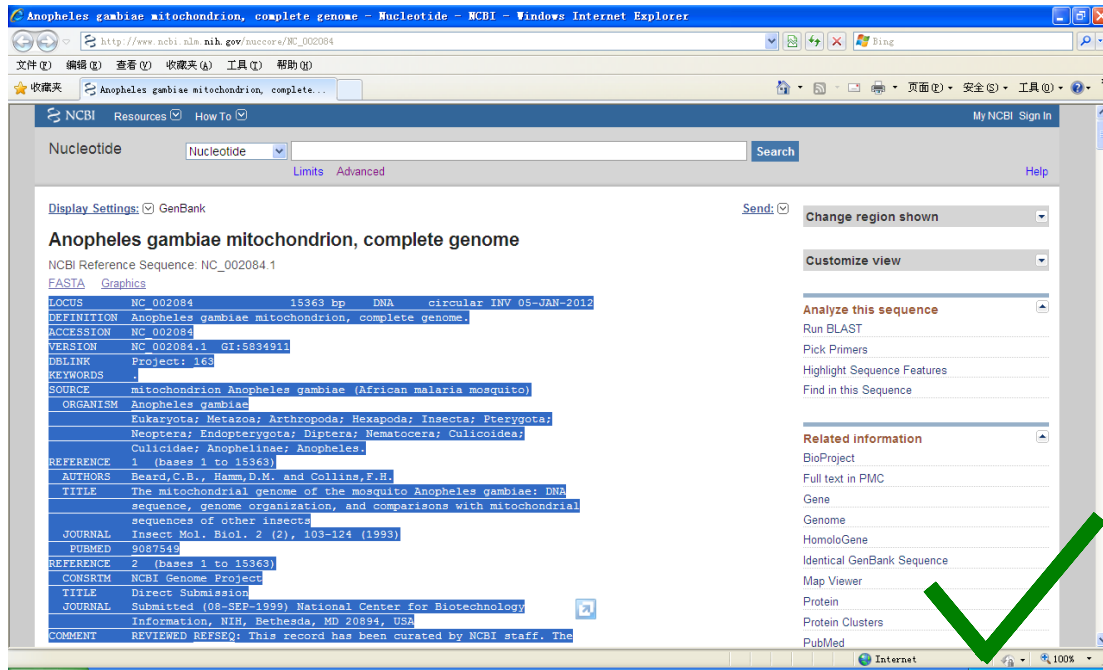 Anopheles gambiae mitochondrion, complete genome - Nucleotide - NCBI - Windows Internet Explorer
http://www.ncbi.nlm.nih.gov/nuccore/NC_002084
Bing
文件(F) 编辑(E) 查看(V) 收藏夹(A) 工具(T) 帮助(H)
收藏夹 Anopheles gambiae mitochondrion, complete... 页面(P) 安全(S) 工具(O)
NCBI Resources How To My NCBI Sign In
Nucleotide Nucleotide Search
Limits Advanced Help
Display Settings: GenBank Send:
Anopheles gambiae mitochondrion, complete genome
NCBI Reference Sequence: NC_002084.1
FASTA Graphics
LOCUS NC_002084 15363 bp DNA circular INV 05-JAN-2012
DEFINITION Anopheles gambiae mitochondrion, complete genome.
ACCESSION NC_002084
VERSION NC_002084.1 GI:5834911
DBLINK Project: 163
KEYWORDS .
SOURCE mitochondrion Anopheles gambiae (African malaria mosquito)
ORGANISM Anopheles gambiae
Eukaryota; Metazoa; Arthropoda; Hexapoda; Insecta; Pterygota;
Neoptera; Endopterygota; Diptera; Nematocera; Culicoidea;
Culicidae; Anophelinae; Anopheles.
REFERENCE 1 (bases 1 to 15363)
AUTHORS Beard,C.B., Hamm,D.M. and Collins,F.H.
TITLE The mitochondrial genome of the mosquito Anopheles gambiae: DNA
sequence, genome organization, and comparisons with mitochondrial
sequences of other insects
JOURNAL Insect Mol. Biol. 2 (2), 103-124 (1993)
PUBMED 9087549
REFERENCE 2 (bases 1 to 15363)
CONSRTM NCBI Genome Project
TITLE Direct Submission
JOURNAL Submitted (08-SEP-1999) National Center for Biotechnology
Information, NIH, Bethesda, MD 20894, USA
COMMENT REVIEWED REFSEQ: This record has been curated by NCBI staff. The
Change region shown
Customize view
Analyze this sequence
Run BLAST
Pick Primers
Highlight Sequence Features
Find in this Sequence
Related information
BioProject
Full text in PMC
Gene
Genome
HomoloGene
Identical GenBank Sequence
Map Viewer
Protein
Protein Clusters
PubMed
Internet 100%